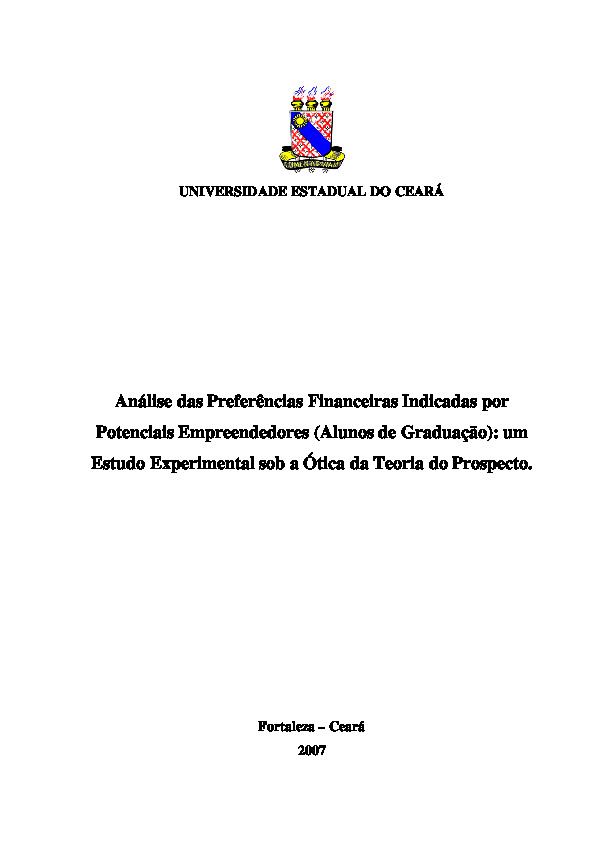 UNIVERSIDADE ESTADUAL DO CEARÁ
Análise das Preferências Financeiras Indicadas por
Potenciais Empreendedores (Alunos de Graduação): um
Estudo Experimental sob a Ótica da Teoria do Prospecto.
Fortaleza – Ceará
2007